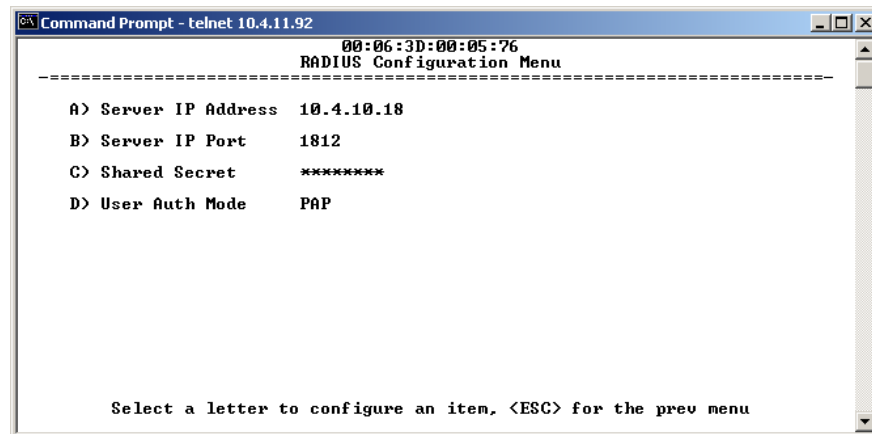 Command Prompt - telnet 10.4.11.92
00:06:3D:00:05:76
RADIUS Configuration Menu
-==========================================================================-
A) Server IP Address 10.4.10.18
B) Server IP Port 1812
C) Shared Secret ********
D) User Auth Mode PAP
Select a letter to configure an item, <ESC> for the prev menu